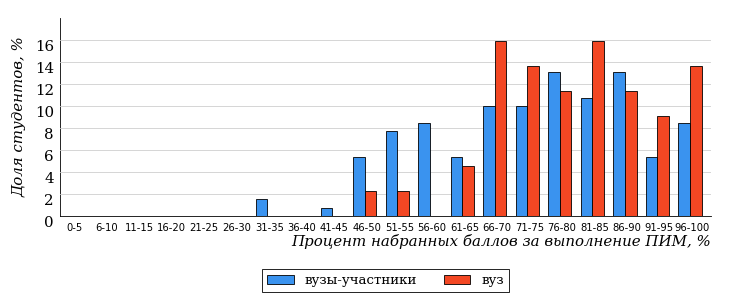 Доля студентов, %
16
14
12
10
8
6
4
2
0
0-5 6-10 11-15 16-20 21-25 26-30 31-35 36-40 41-45 46-50 51-55 56-60 61-65 66-70 71-75 76-80 81-85 86-90 91-95 96-100
Процент набранных баллов за выполнение ПИМ, %
вузы-участники вуз